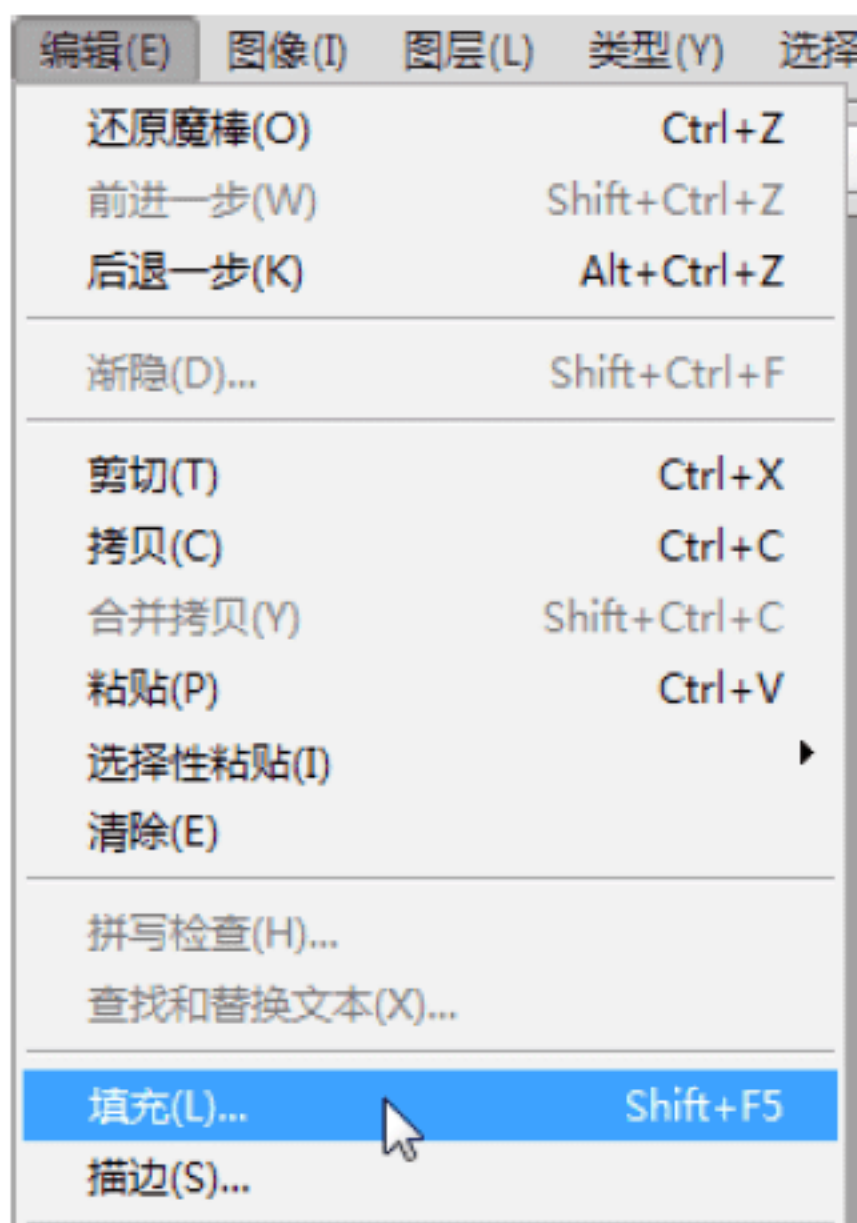 编辑(E) 图像(I) 图层(L) 类型(Y) 选择
还原魔棒(O) Ctrl+Z
前进一步(W) Shift+Ctrl+Z
后退一步(K) Alt+Ctrl+Z
渐隐(D)... Shift+Ctrl+F
剪切(T) Ctrl+X
拷贝(C) Ctrl+C
合并拷贝(Y) Shift+Ctrl+C
粘贴(P) Ctrl+V
选择性粘贴(I)
清除(E)
拼写检查(H)...
查找和替换文本(X)...
填充(L)... Shift+F5
描边(S)...